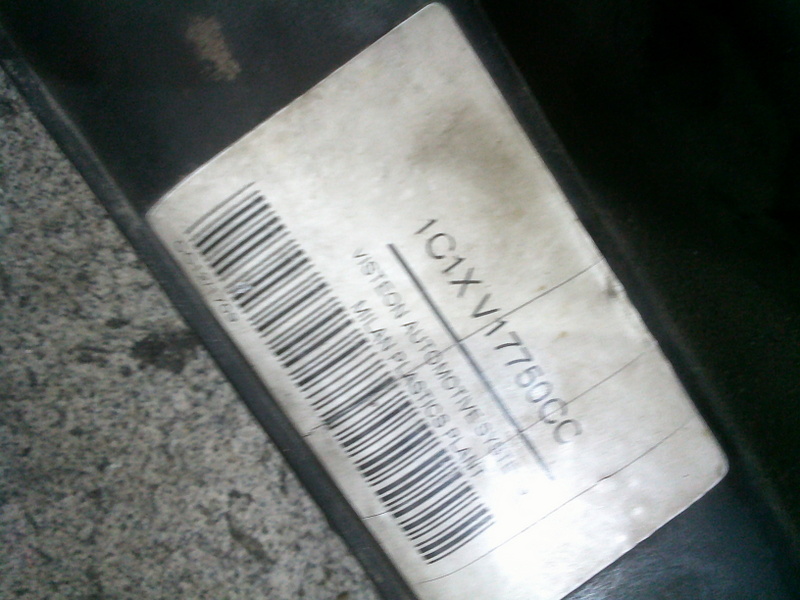 1C1X V17750CC
VISTEON AUTOMOTIVE SYSTE
MILAN PLASTICS PLANT